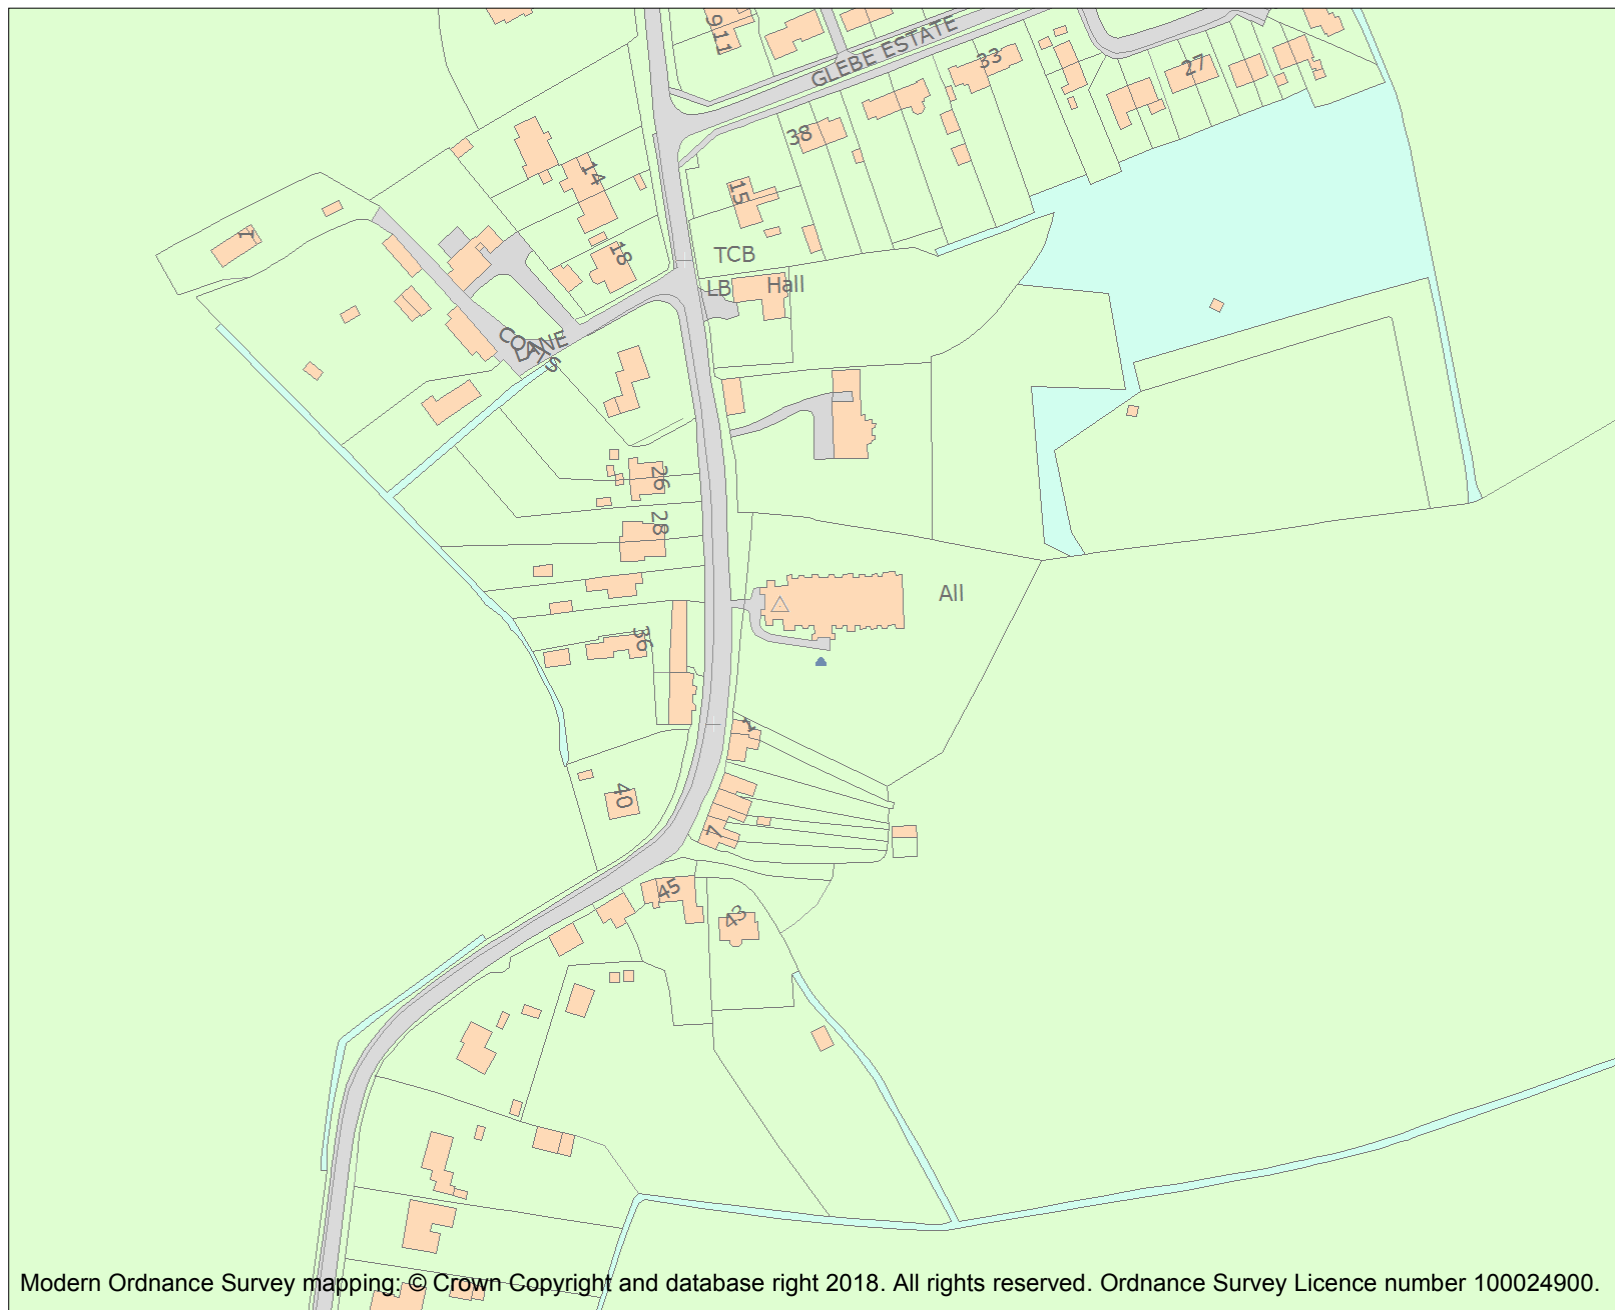 911
GLEBE ESTATE
33
27
38
14
15
1
18
TCB
LB
Hall
COATS
LANE
26
28
All
36
1
40
7
45
43
Modern Ordnance Survey mapping: © Crown Copyright and database right 2018. All rights reserved. Ordnance Survey Licence number 100024900.